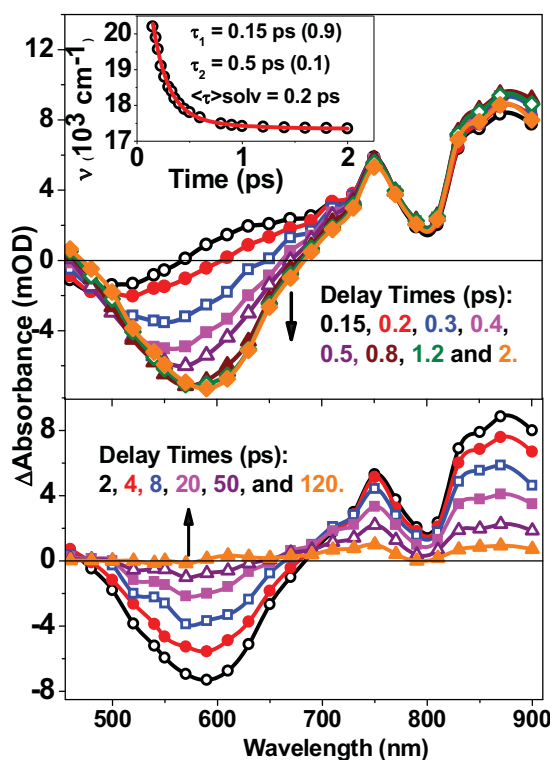 12
8
4
0
-4
ΔAbsorbance (mOD)
20
19
18
17
ν (10³ cm⁻¹)
0
1
2
Time (ps)
τ₁ = 0.15 ps (0.9)
τ₂ = 0.5 ps (0.1)
<τ>solv = 0.2 ps
Delay Times (ps):
0.15, 0.2, 0.3, 0.4,
0.5, 0.8, 1.2 and 2.
8
4
0
-4
-8
Delay Times (ps):
2, 4, 8, 20, 50, and 120.
500
600
700
800
900
Wavelength (nm)